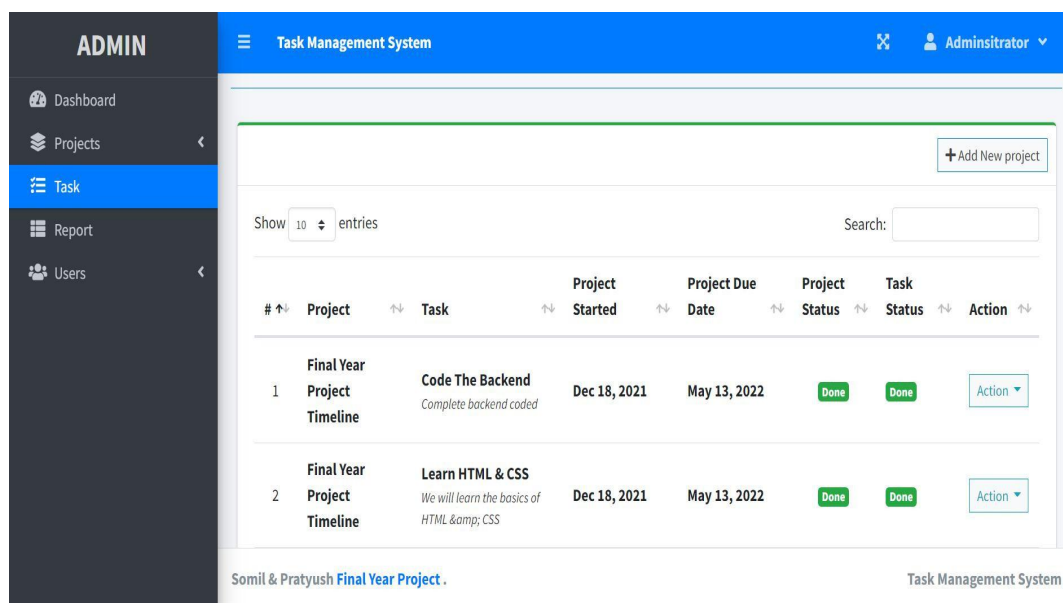 ADMIN
Task Management System
Adminsitrator
Dashboard
Projects
Task
Report
Users
+Add New project
Show 10 entries
Search:
# Project Task Project Started Project Due Date Project Status Task Status Action
1 Final Year Project Timeline Code The Backend Complete backend coded Dec 18, 2021 May 13, 2022 Done Done Action
2 Final Year Project Timeline Learn HTML & CSS We will learn the basics of HTML &amp; CSS Dec 18, 2021 May 13, 2022 Done Done Action
Somil & Pratyush Final Year Project .
Task Management System